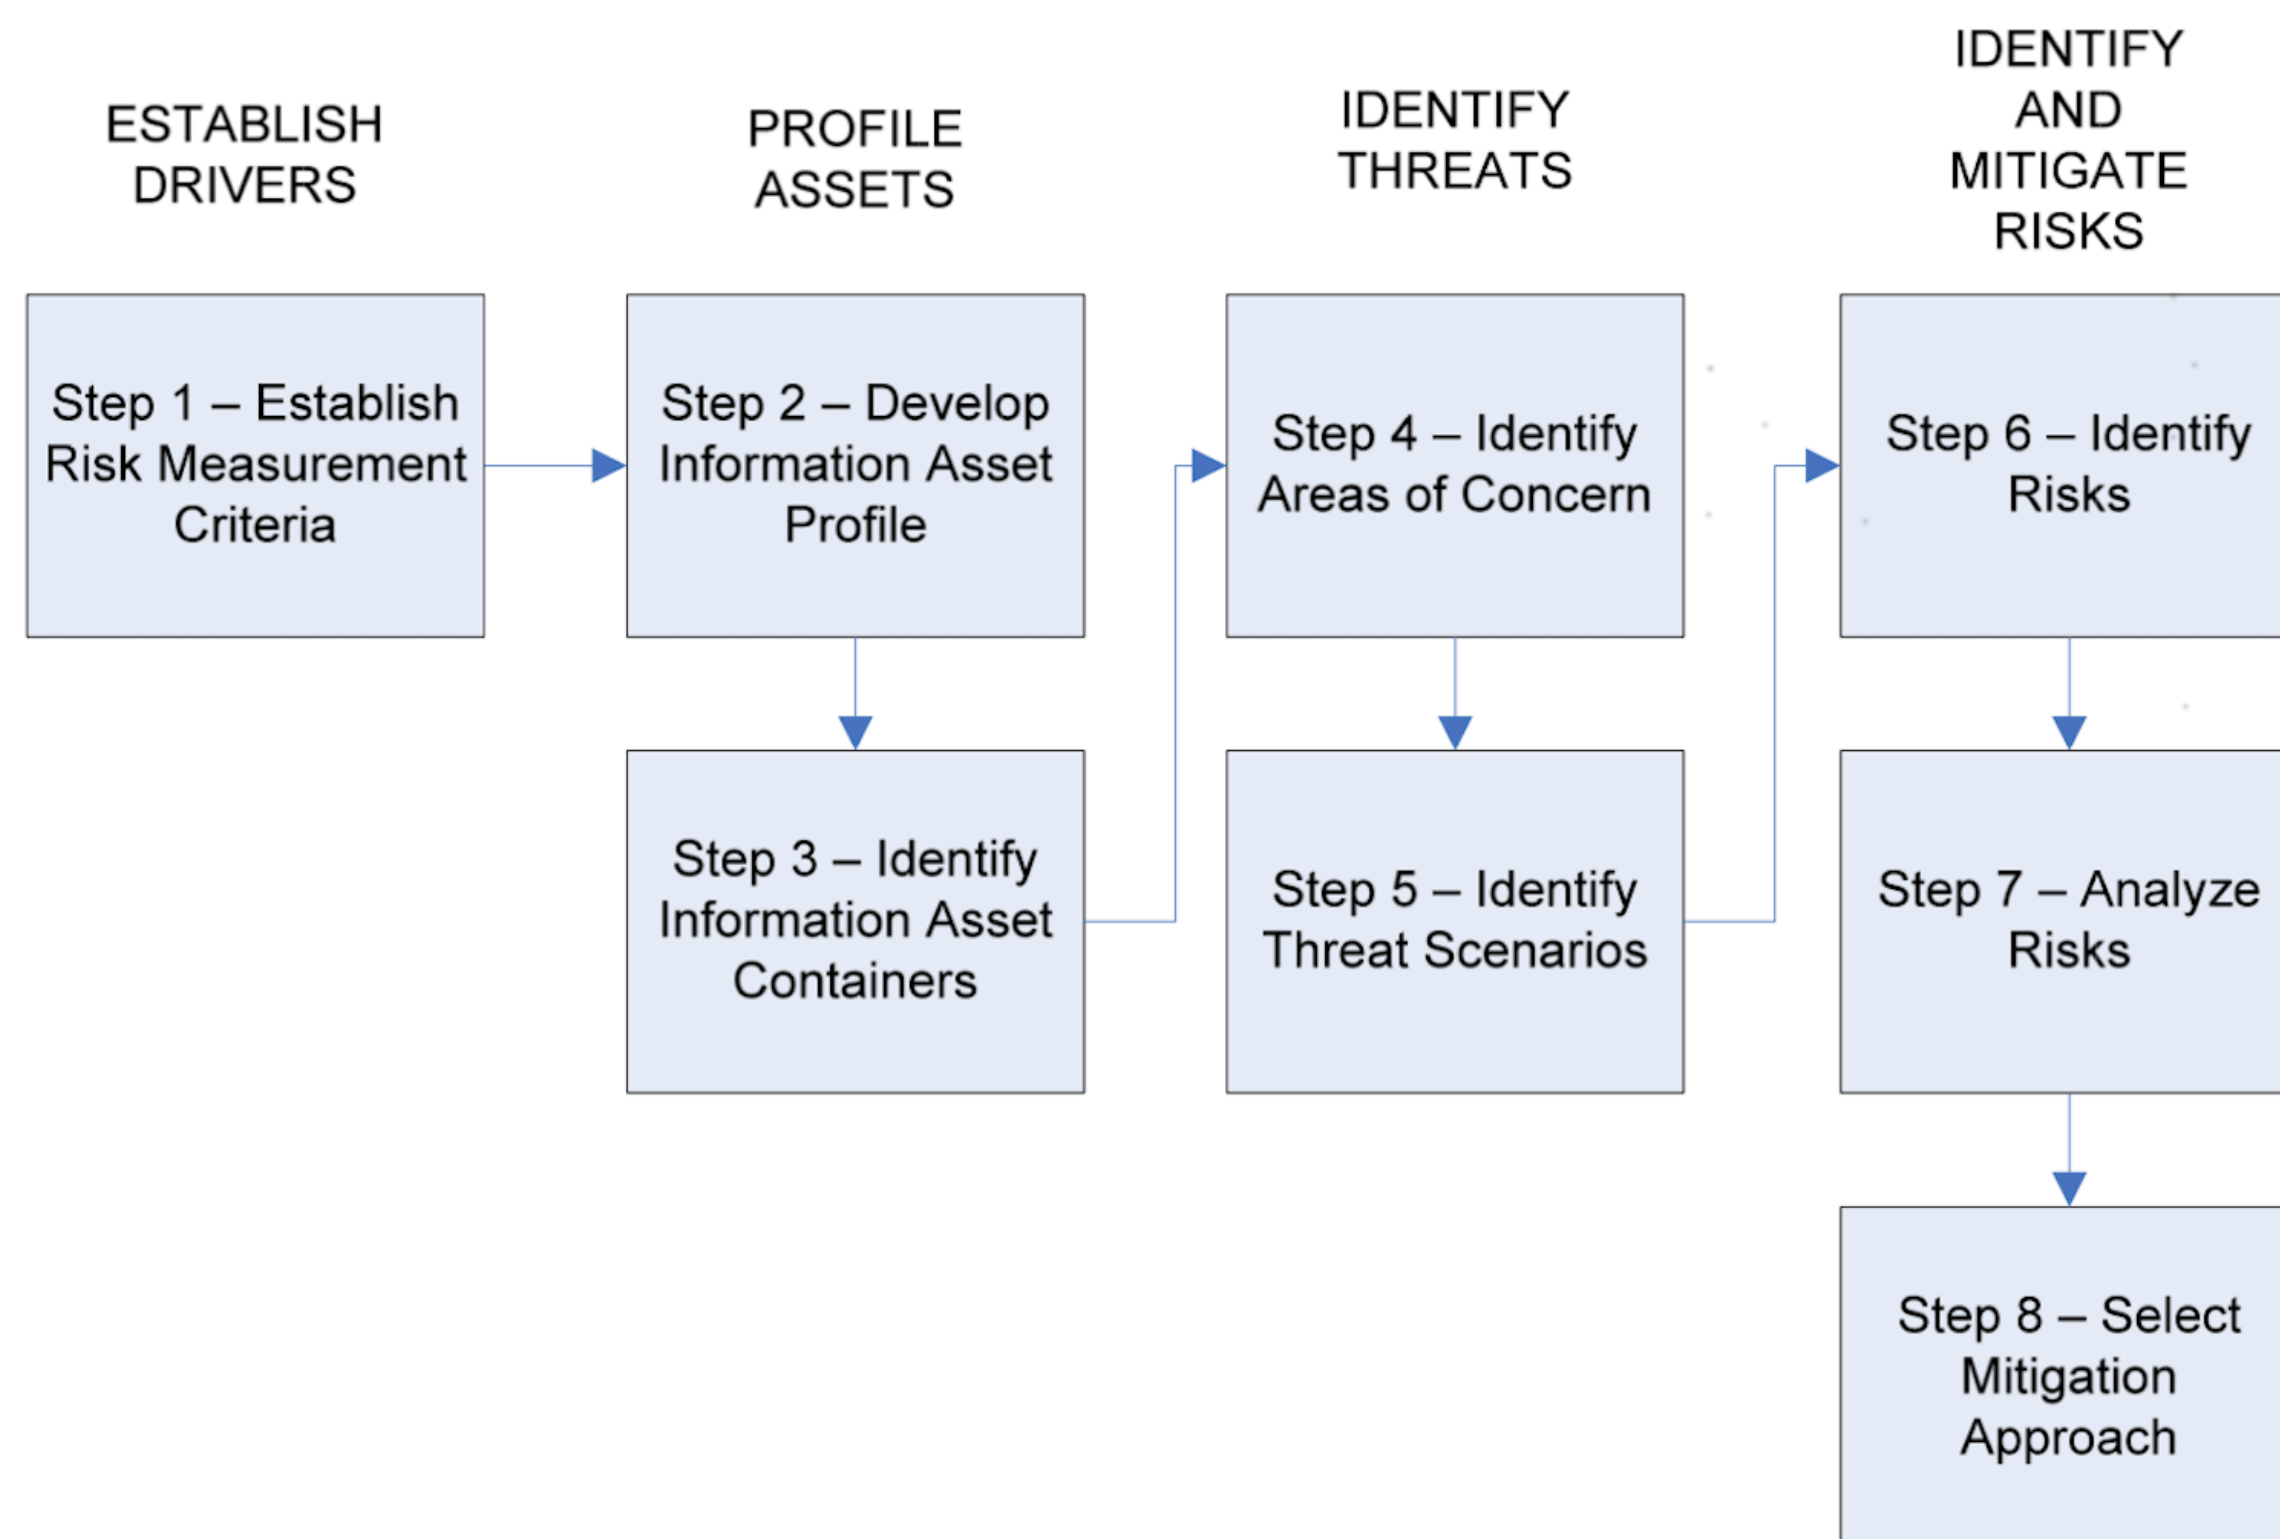 ESTABLISH
DRIVERS
PROFILE
ASSETS
IDENTIFY
THREATS
IDENTIFY
AND
MITIGATE
RISKS
Step 1 – Establish
Risk Measurement
Criteria
Step 2 – Develop
Information Asset
Profile
Step 4 – Identify
Areas of Concern
Step 6 – Identify
Risks
Step 3 – Identify
Information Asset
Containers
Step 5 – Identify
Threat Scenarios
Step 7 – Analyze
Risks
Step 8 – Select
Mitigation
Approach